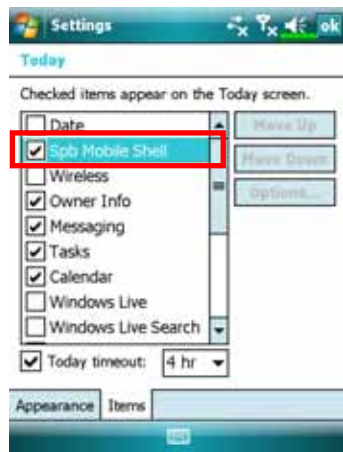 Settings
ok
Today
Checked items appear on the Today screen.
Date
Move Up
Spb Mobile Shell
Move Down
Wireless
Options...
Owner Info
Messaging
Tasks
Calendar
Windows Live
Windows Live Search
Today timeout: 4 hr
Appearance Items